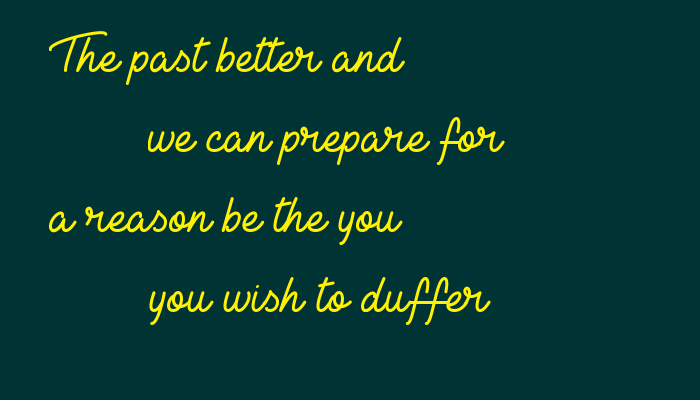 The past better and
we can prepare for
a reason be the you
you wish to duffer